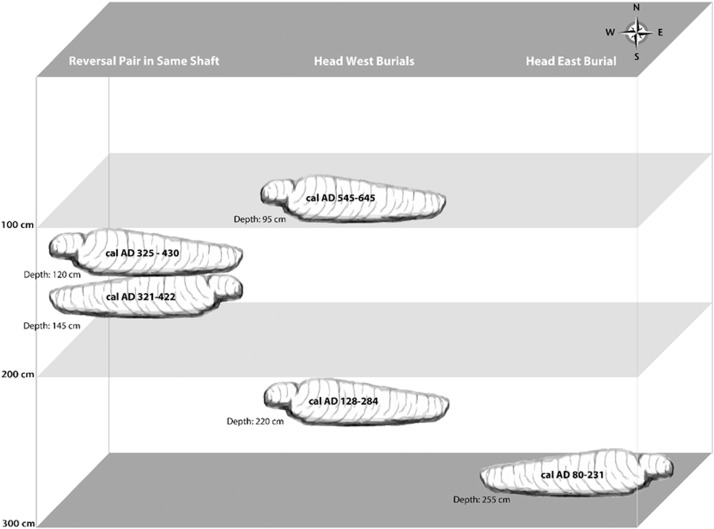 N
W E
S
Reversal Pair in Same Shaft Head West Burials Head East Burial
cal AD 545-645
Depth: 95 cm
100 cm
cal AD 325 - 430
Depth: 120 cm
cal AD 321-422
Depth: 145 cm
200 cm
cal AD 128-284
Depth: 220 cm
cal AD 80-231
Depth: 255 cm
300 cm